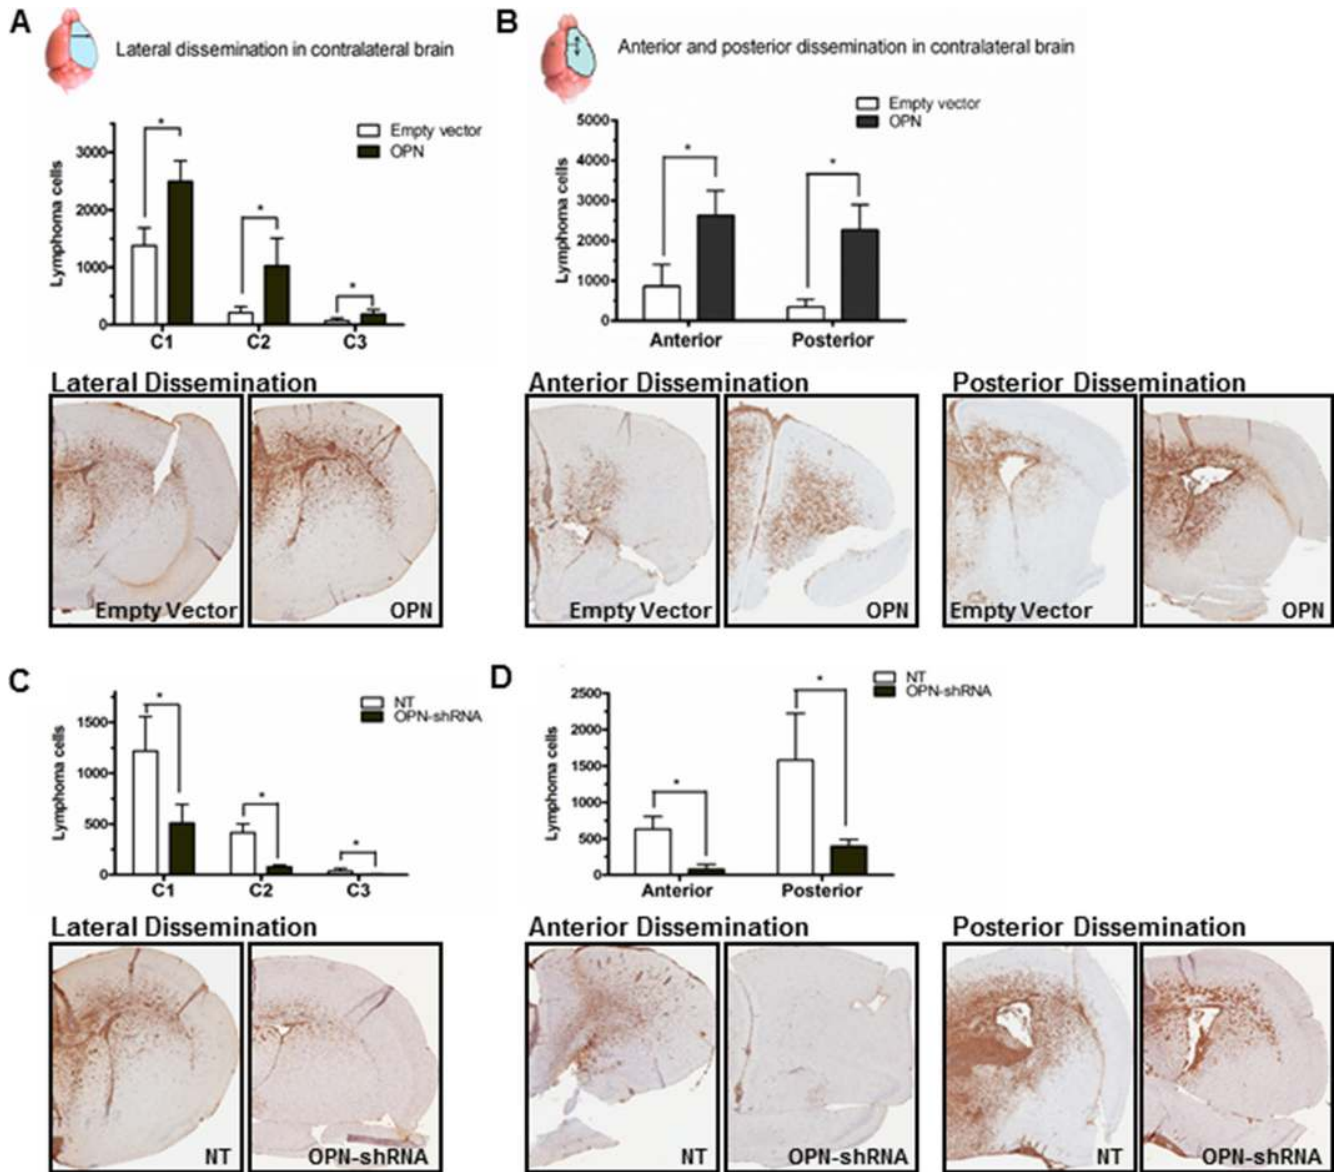 A
Lateral dissemination in contralateral brain
Empty vector
OPN
Lymphoma cells
3000
2000
1000
0
*
*
*
C1 C2 C3
B
Anterior and posterior dissemination in contralateral brain
Empty vector
OPN
Lymphoma cells
5000
4000
3000
2000
1000
0
*
*
Anterior Posterior
Lateral Dissemination
Empty Vector
OPN
Anterior Dissemination
Empty Vector
OPN
Posterior Dissemination
Empty Vector
OPN
C
NT
OPN-shRNA
Lymphoma cells
1500
1000
500
0
*
*
*
C1 C2 C3
D
NT
OPN-shRNA
Lymphoma cells
2500
2000
1500
1000
500
0
*
*
Anterior Posterior
Lateral Dissemination
NT
OPN-shRNA
Anterior Dissemination
NT
OPN-shRNA
Posterior Dissemination
NT
OPN-shRNA